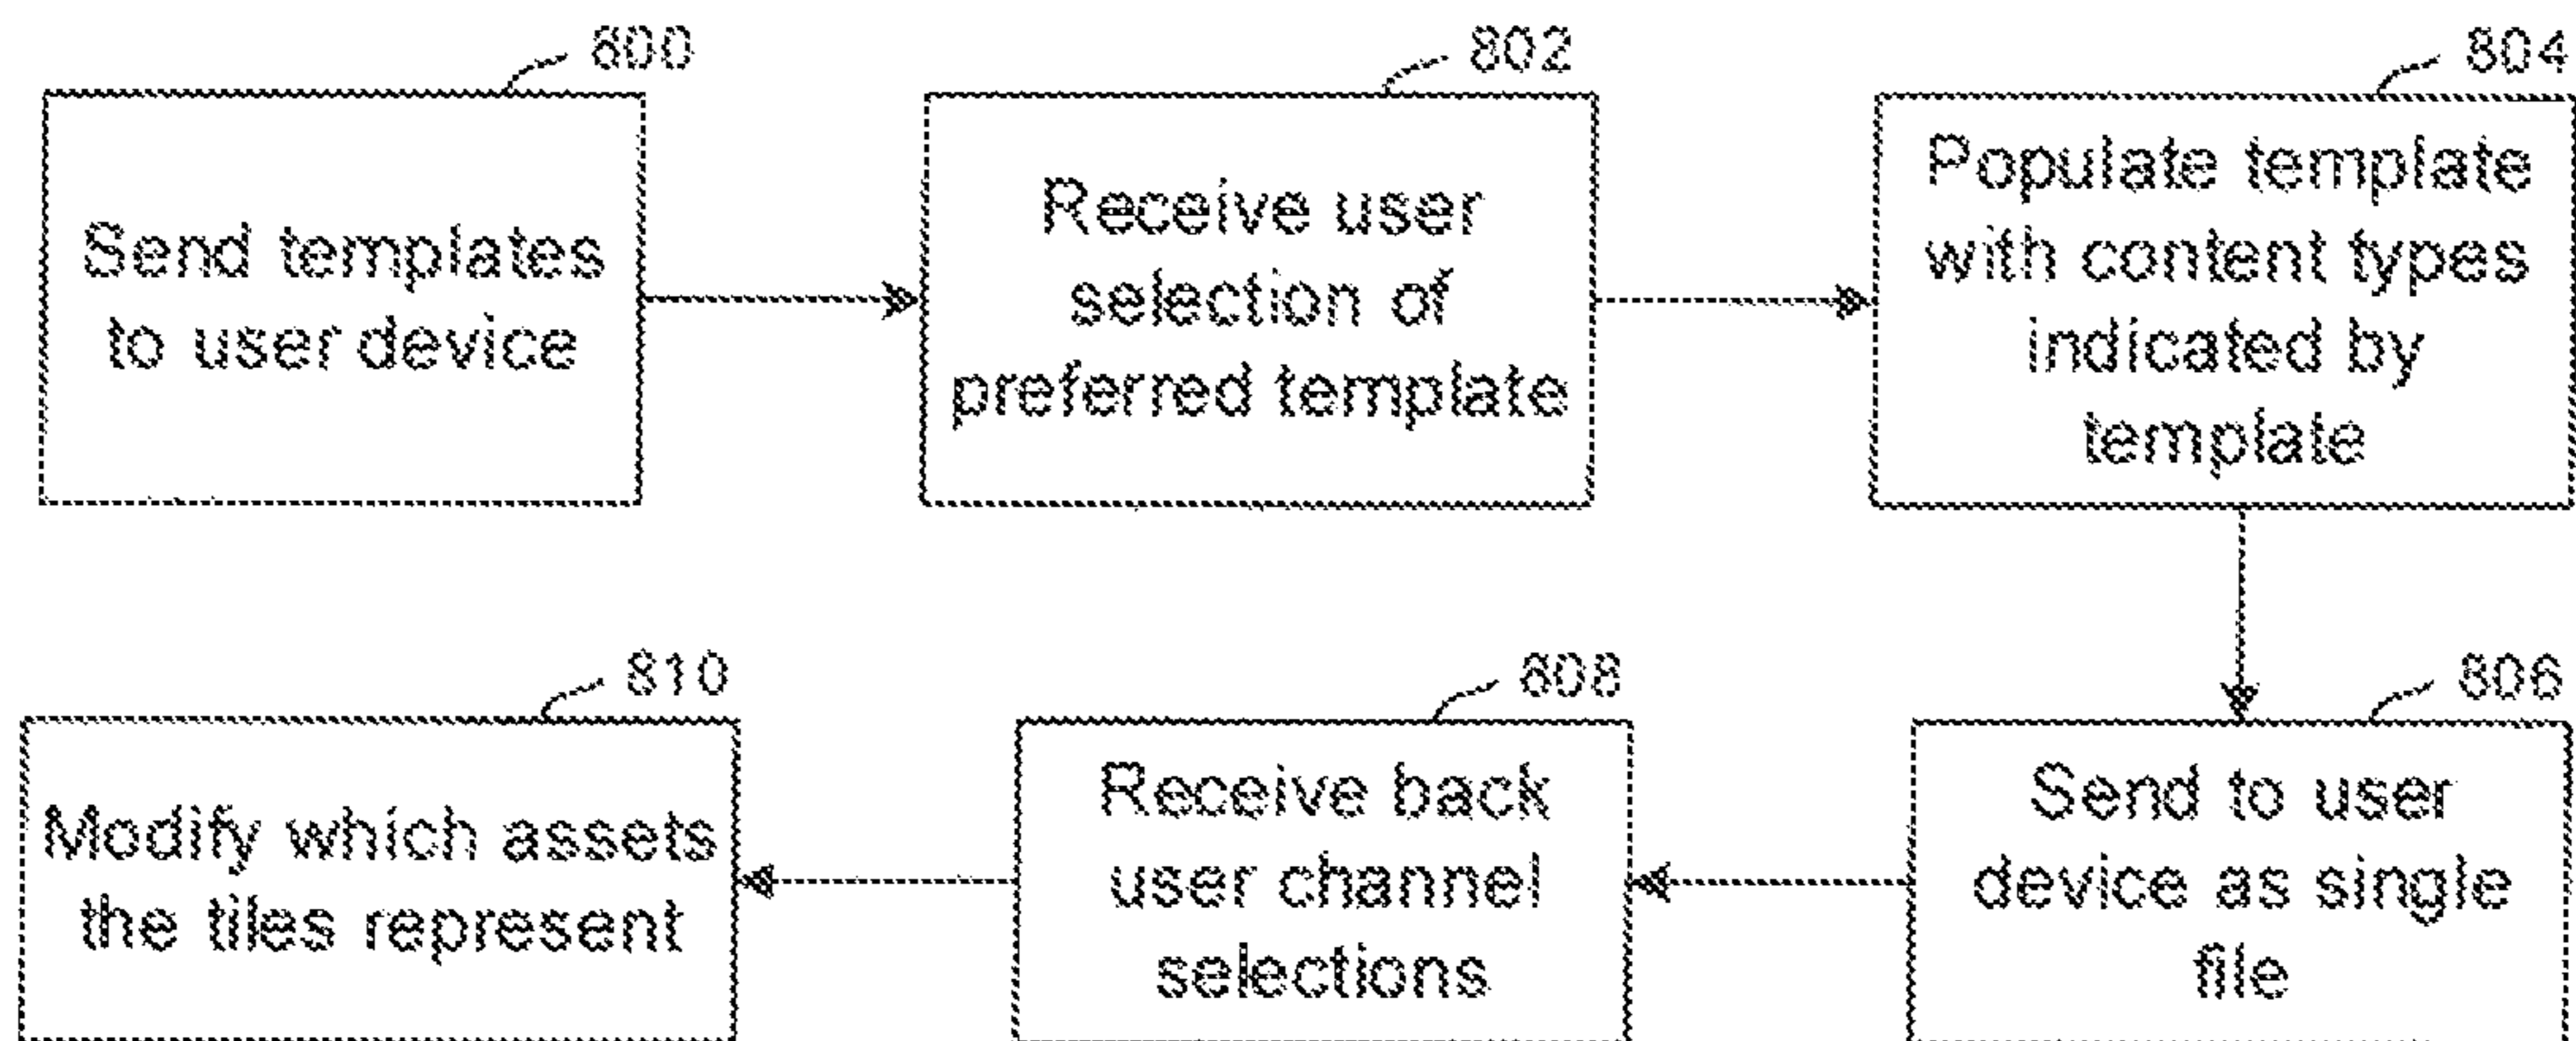 800
Send templates
to user device
802
Receive user
selection of
preferred template
804
Populate template
with content types
indicated by
template
806
Send to user
device as single
file
808
Receive back
user channel
selections
810
Modify which assets
the tiles represent